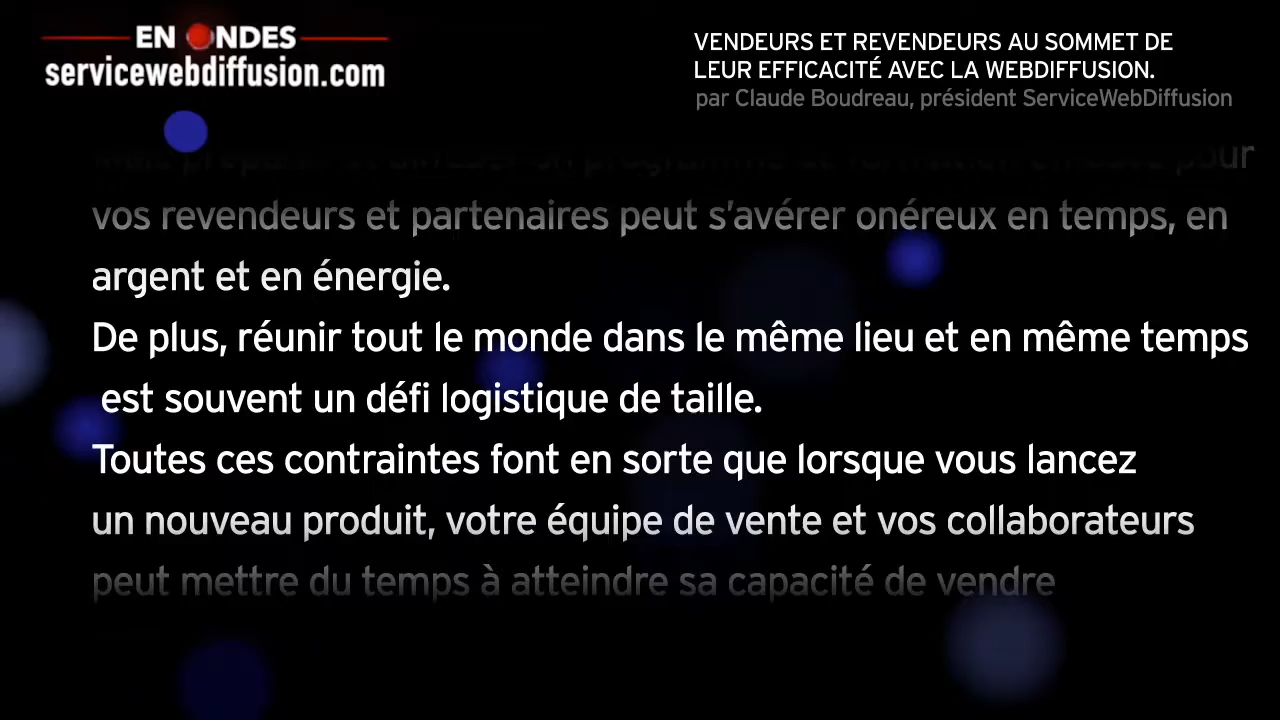 EN ONDES
servicewebdiffusion.com
VENDEURS ET REVENDEURS AU SOMMET DE
LEUR EFFICACITÉ AVEC LA WEBDIFFUSION.
par Claude Boudreau, président ServiceWebDiffusion
pour
vos revendeurs et partenaires peut s'avérer onéreux en temps, en
argent et en énergie.
De plus, réunir tout le monde dans le même lieu et en même temps
est souvent un défi logistique de taille.
Toutes ces contraintes font en sorte que lorsque vous lancez
un nouveau produit, votre équipe de vente et vos collaborateurs
peut mettre du temps à atteindre sa capacité de vendre